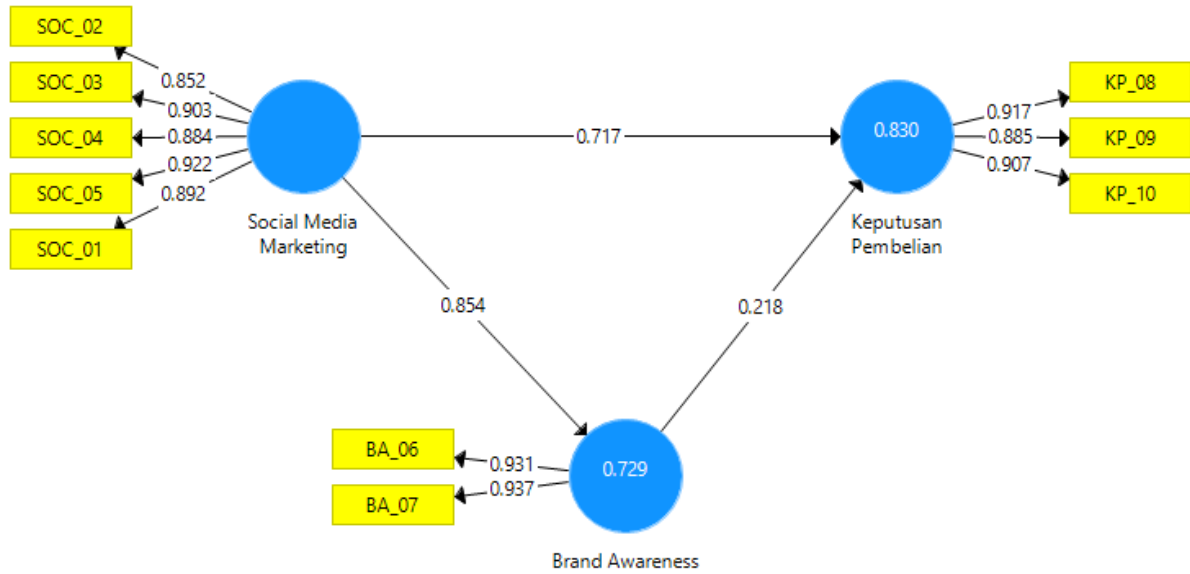 SOC_02
SOC_03
SOC_04
SOC_05
SOC_01
0.852
0.903
0.884
0.922
0.892
Social Media
Marketing
0.717
0.830
Keputusan
Pembelian
0.917
0.885
0.907
KP_08
KP_09
KP_10
0.854
0.218
BA_06
BA_07
0.931
0.937
0.729
Brand Awareness